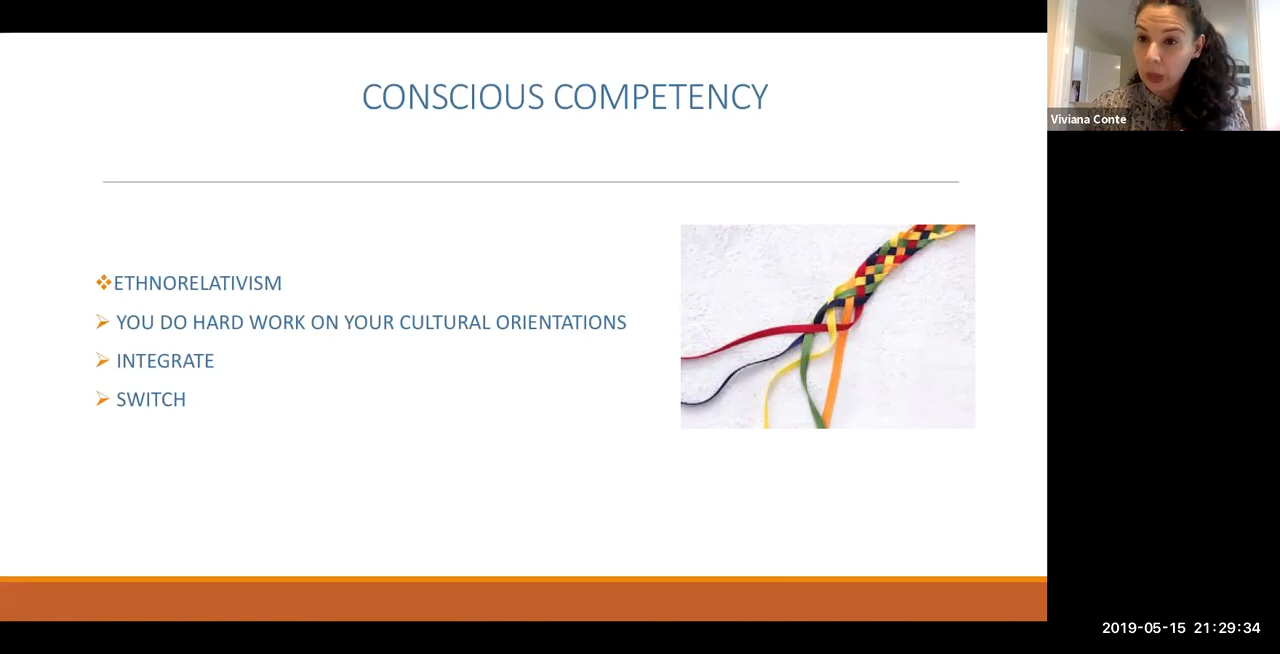 CONSCIOUS COMPETENCY
Viviana Conte
❖ETHNORELATIVISM
➢ YOU DO HARD WORK ON YOUR CULTURAL ORIENTATIONS
➢ INTEGRATE
➢ SWITCH
2019-05-15 21:29:34